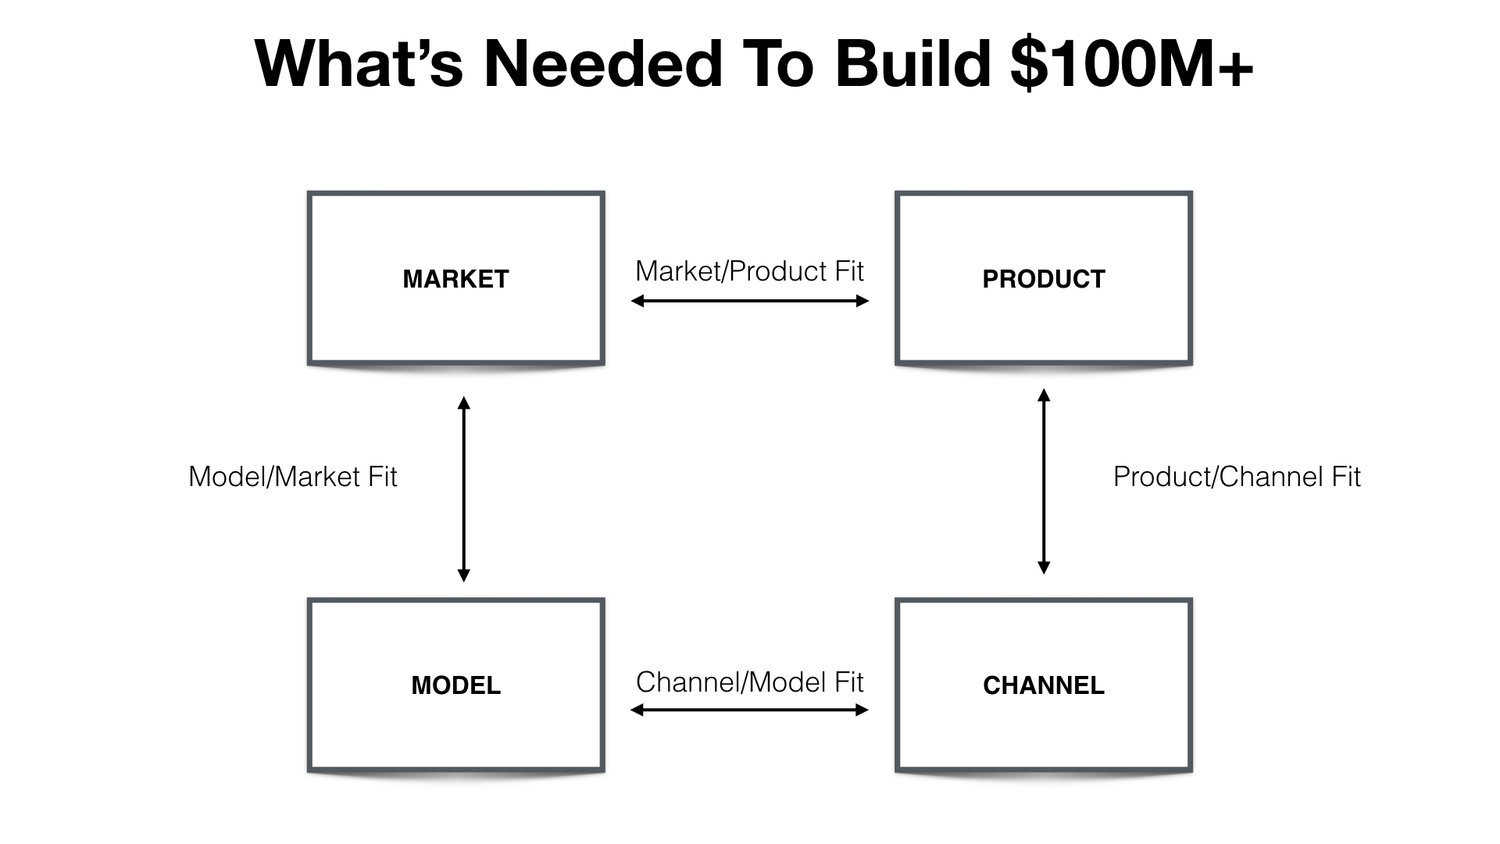 What’s Needed To Build $100M+
MARKET
Market/Product Fit
PRODUCT
Model/Market Fit
Product/Channel Fit
MODEL
Channel/Model Fit
CHANNEL